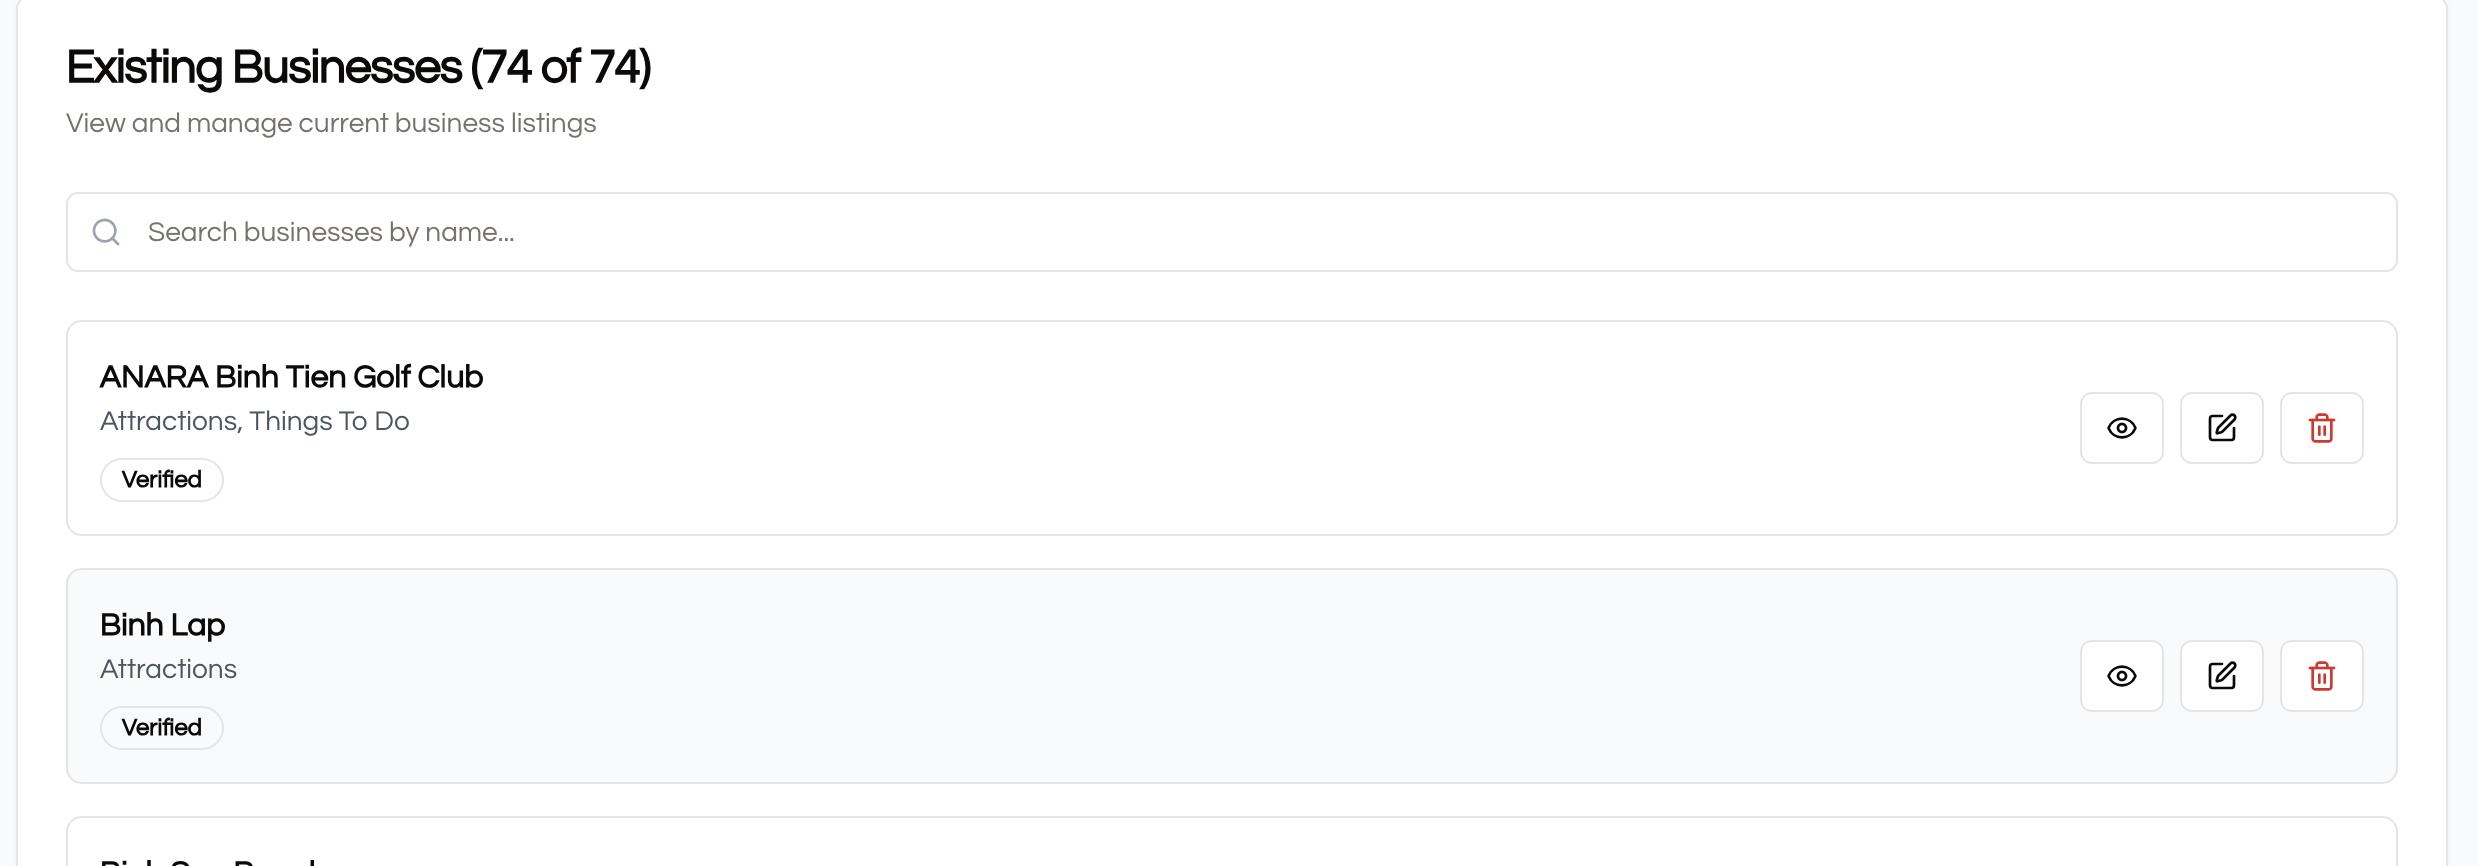 Existing Businesses (74 of 74)
View and manage current business listings
Search businesses by name...
ANARA Binh Tien Golf Club
Attractions, Things To Do
Verified
Binh Lap
Attractions
Verified